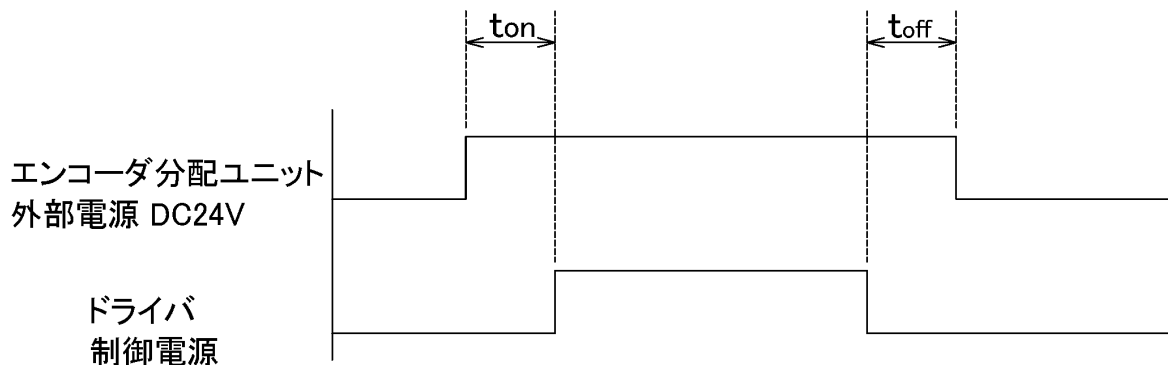 ton
toff
エンコーダ分配ユニット
外部電源 DC24V
ドライバ
制御電源